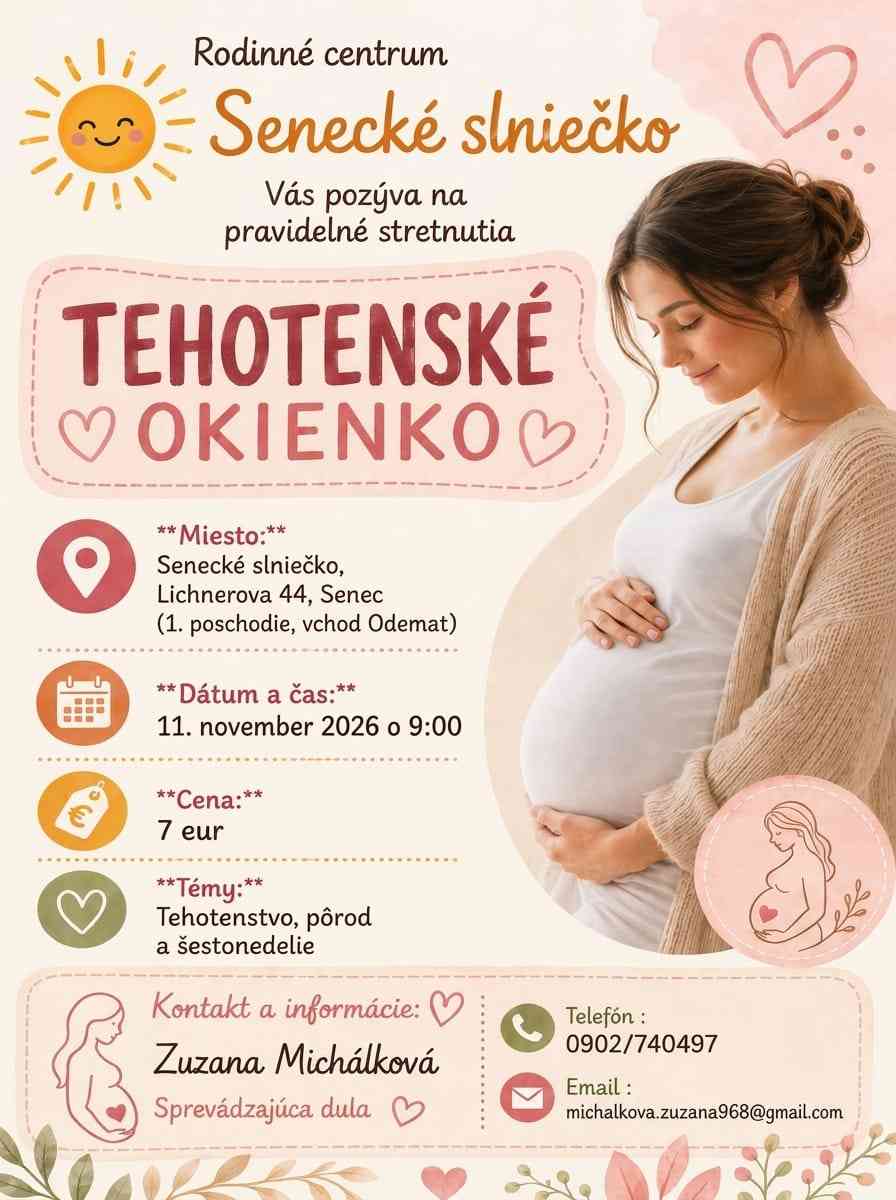 Rodinné centrum
Senecké slniečko
Vás pozýva na
pravidelné stretnutia
TEHOTENSKÉ
OKIENKO
**Miesto:**
Senecké slniečko,
Lichnerova 44, Senec
(1. poschodie, vchod Odemat)
**Dátum a čas:**
11. november 2026 o 9:00
**Cena:**
7 eur
**Témy:**
Tehotenstvo, pôrod
a šestonedelie
Kontakt a informácie:
Zuzana Michálková
Sprevádzajúca dula
Telefón :
0902/740497
Email :
michalkova.zuzana968@gmail.com